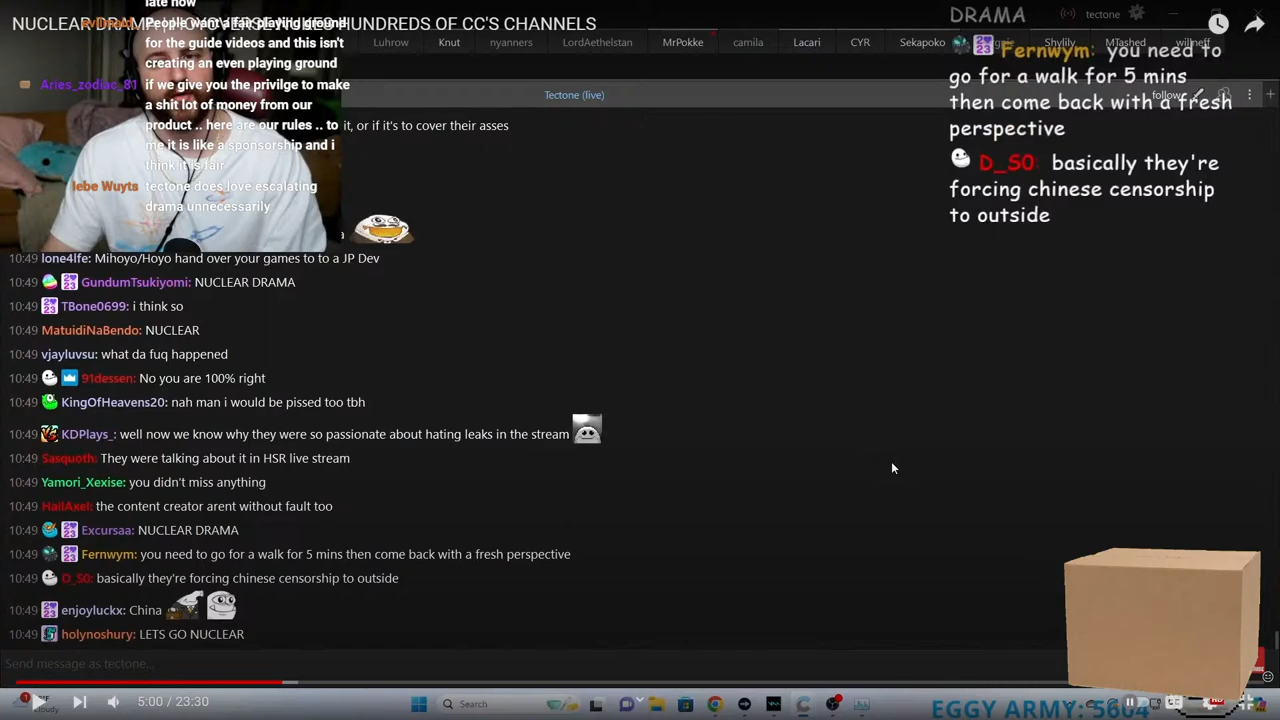 late now
NUCLEAR DRAMA
HUNDREDS OF CC'S CHANNELS
DRAMA
tectone
Luhrow Knut nyanners LordAethelstan MrPokke camila Lacari CYR Sekapoko Shylily MTashed willneff
People want a fair playing ground
for the guide videos and this isn't
creating an even playing ground
Aries_zodiac_81 if we give you the privilge to make
a shit lot of money from our
product .. here are our rules .. to
me it is like a sponsorship and i
think it is fair
lebe Wuyts tectone does love escalating
drama unnecessarily
Tectone (live)
it, or if it's to cover their asses
Fernwym: you need to
go for a walk for 5 mins
then come back with a fresh
perspective
D_S0: basically they're
forcing chinese censorship
to outside
10:49 lone4lfe: Mihoyo/Hoyo hand over your games to to a JP Dev
10:49 GundumTsukiyomi: NUCLEAR DRAMA
10:49 TBone0699: i think so
10:49 MatuidiNaBendo: NUCLEAR
10:49 vjayluvsu: what da fuq happened
10:49 91dessen: No you are 100% right
10:49 KingOfHeavens20: nah man i would be pissed too tbh
10:49 KDPlays_: well now we know why they were so passionate about hating leaks in the stream
10:49 Sasquoth: They were talking about it in HSR live stream
10:49 Yamori_Xexise: you didn't miss anything
10:49 HailAxel: the content creator arent without fault too
10:49 Excursaa: NUCLEAR DRAMA
10:49 Fernwym: you need to go for a walk for 5 mins then come back with a fresh perspective
10:49 D_S0: basically they're forcing chinese censorship to outside
10:49 enjoyluckx: China
10:49 holynoshury: LETS GO NUCLEAR
Send message as tectone...
5:00 / 23:30
Search
EGGY ARMY: 5604